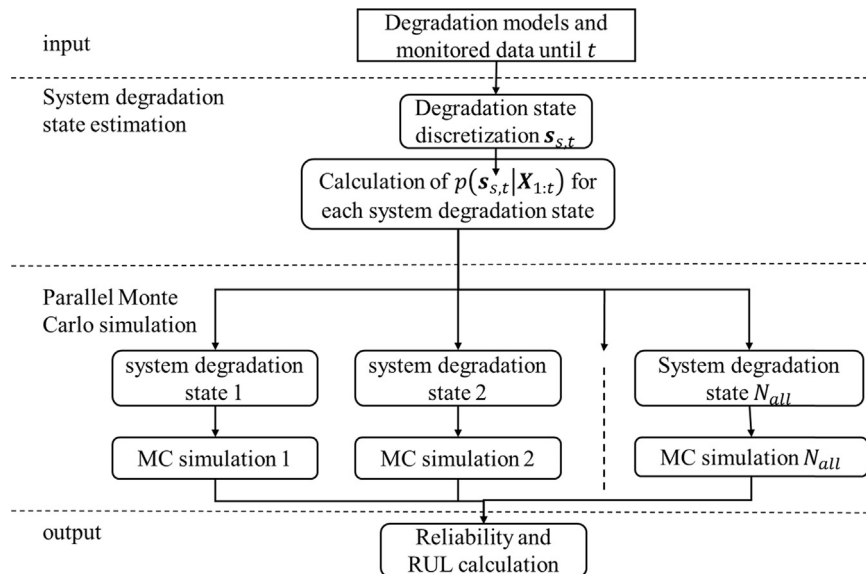 input
Degradation models and
monitored data until t
System degradation
state estimation
Degradation state
discretization s_{s,t}
Calculation of p(s_{s,t}|X_{1:t}) for
each system degradation state
Parallel Monte
Carlo simulation
system degradation
state 1
system degradation
state 2
System degradation
state N_{all}
MC simulation 1
MC simulation 2
MC simulation N_{all}
output
Reliability and
RUL calculation